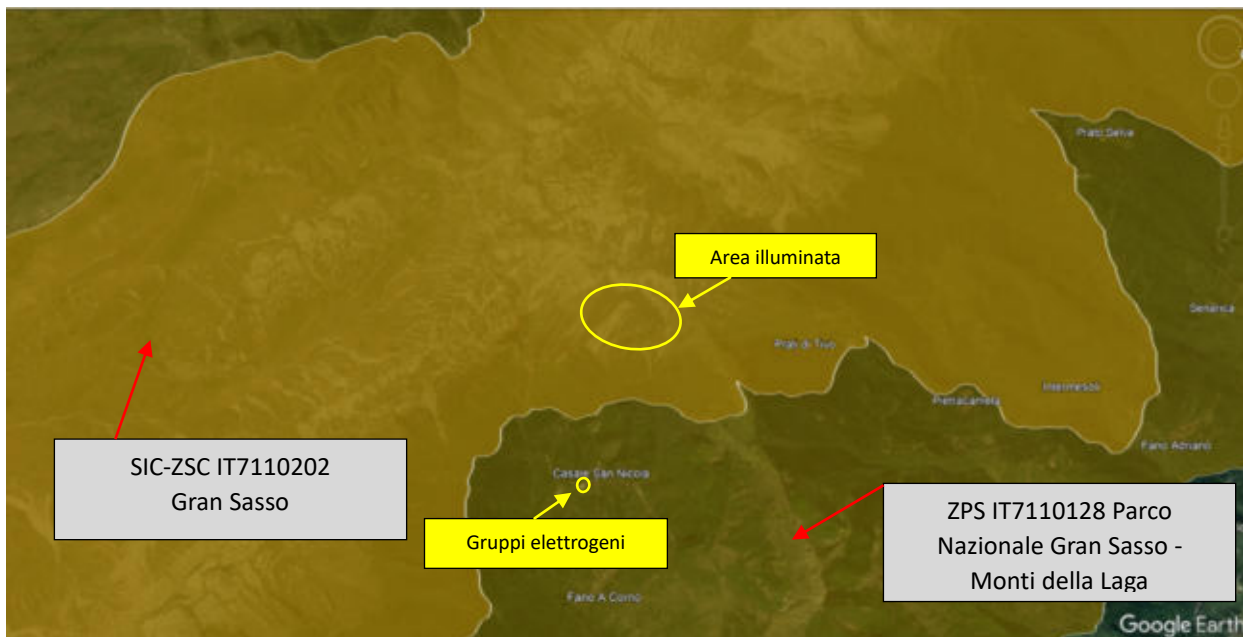 Prato Selva
Area illuminata
Senarica
Prati di Tivo
Intermesoli
Pietracamela
Fano Adriano
SIC-ZSC IT7110202
Gran Sasso
Casale San Nicola
Gruppi elettrogeni
ZPS IT7110128 Parco
Nazionale Gran Sasso -
Monti della Laga
Fano A Corno
Google Earth